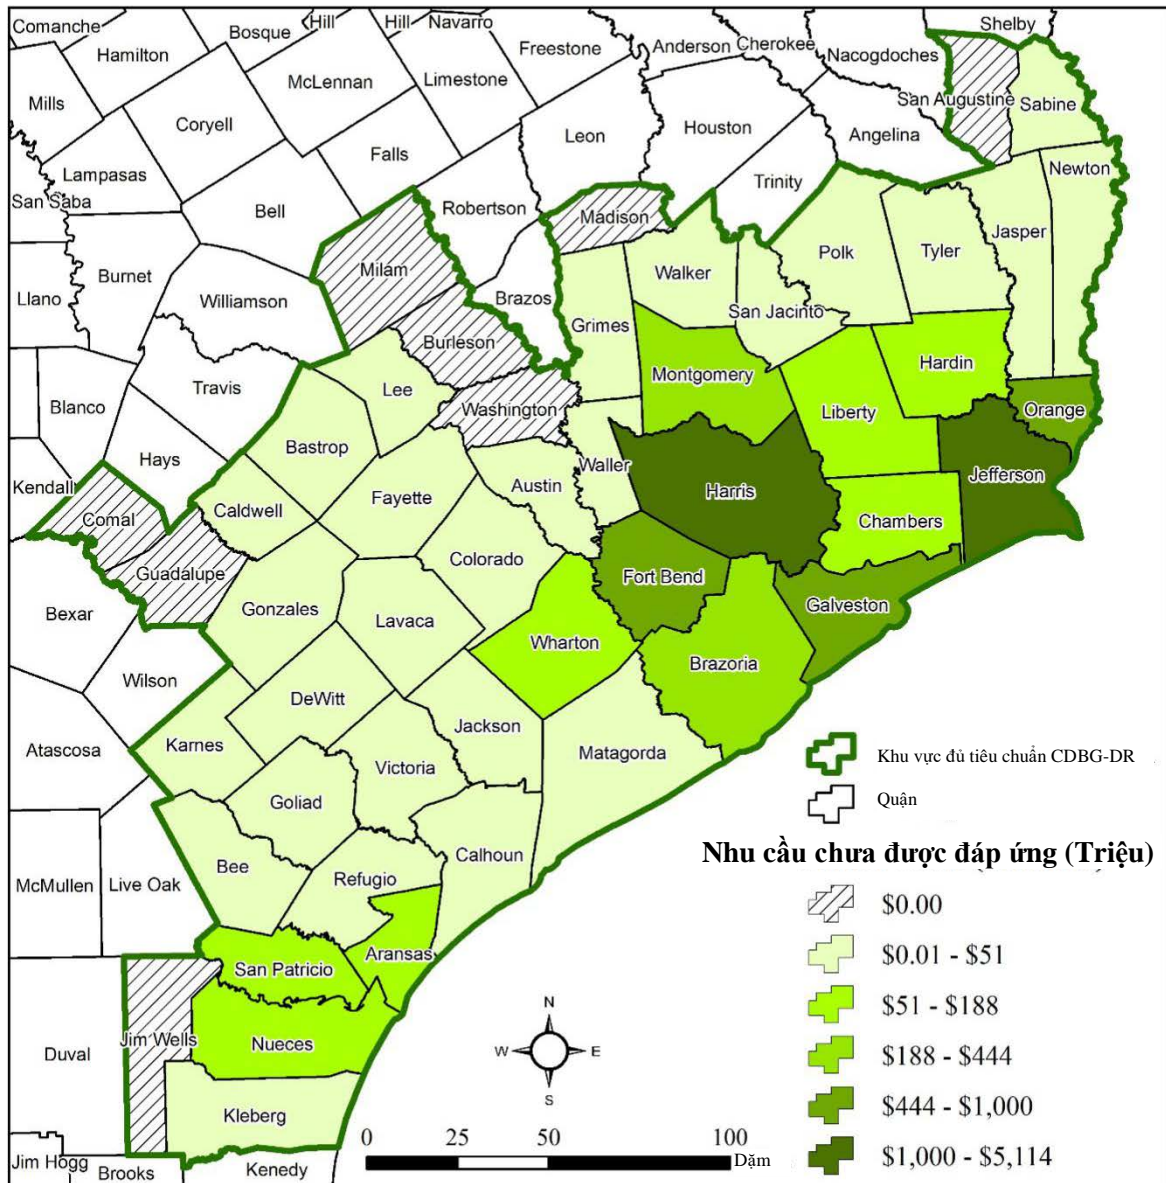 Shelby
Comanche
Hill
Hill
Navarro
Bosque
Hamilton
Freestone
Anderson
Cherokee
Nacogdoches
McLennan
Limestone
Mills
San Augustine
Sabine
Coryell
Leon
Houston
Angelina
Falls
Lampasas
Trinity
Newton
San Saba
Bell
Robertson
Madison
Jasper
Polk
Tyler
Milam
Walker
Burnet
Llano
Williamson
Brazos
San Jacinto
Grimes
Burleson
Hardin
Montgomery
Travis
Lee
Blanco
Washington
Liberty
Orange
Bastrop
Hays
Waller
Jefferson
Kendall
Austin
Fayette
Harris
Caldwell
Comal
Chambers
Colorado
Guadalupe
Fort Bend
Bexar
Gonzales
Galveston
Lavaca
Wharton
Brazoria
Wilson
DeWitt
Jackson
Karnes
Atascosa
Matagorda
Victoria
Khu vực đủ tiêu chuẩn CDBG-DR
Goliad
Quận
Nhu cầu chưa được đáp ứng (Triệu)
Calhoun
Bee
Refugio
McMullen
Live Oak
$0.00
Aransas
$0.01 - $51
San Patricio
$51 - $188
N
Jim Wells
Nueces
Duval
W
E
$188 - $444
S
Kleberg
$444 - $1,000
0
25
50
100
Dặm
$1,000 - $5,114
Jim Hogg
Brooks
Kenedy